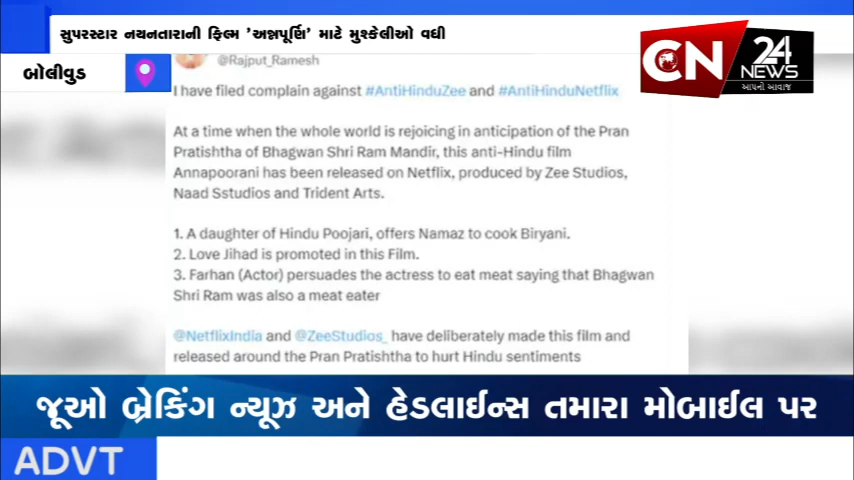 સુપરસ્ટાર નયનતારાની ફિલ્મ 'અન્નપૂર્ણિ' માટે મુશ્કેલીઓ વધી
બોલીવુડ
CN 24 NEWS
આપનો અવાજ
@Rajput_Ramesh
I have filed complain against #AntiHinduZee and #AntiHinduNetflix
At a time when the whole world is rejoicing in anticipation of the Pran
Pratishtha of Bhagwan Shri Ram Mandir, this anti-Hindu film
Annapoorani has been released on Netflix, produced by Zee Studios,
Naad Sstudios and Trident Arts.
1. A daughter of Hindu Poojari, offers Namaz to cook Biryani.
2. Love Jihad is promoted in this Film.
3. Farhan (Actor) persuades the actress to eat meat saying that Bhagwan
Shri Ram was also a meat eater
@NetflixIndia and @ZeeStudios_ have deliberately made this film and
released around the Pran Pratishtha to hurt Hindu sentiments
જૂઓ બ્રેકિંગ ન્યૂઝ અને હેડલાઈન્સ તમારા મોબાઈલ પર
ADVT